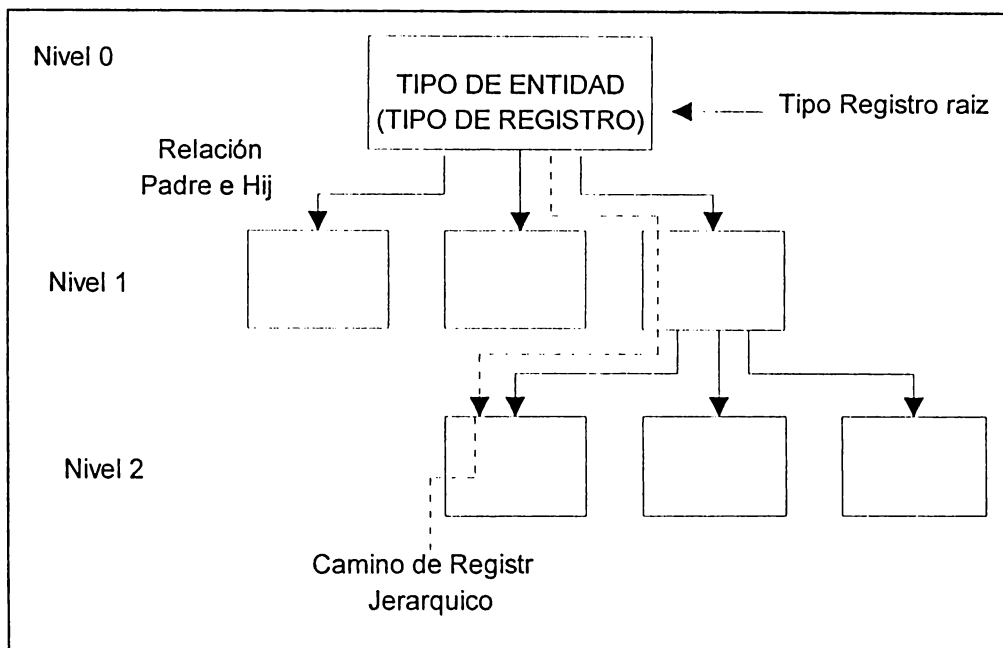 Nivel 0
TIPO DE ENTIDAD
(TIPO DE REGISTRO)
Tipo Registro raiz
Relación
Padre e Hij
Nivel 1
Nivel 2
Camino de Registr
Jerarquico